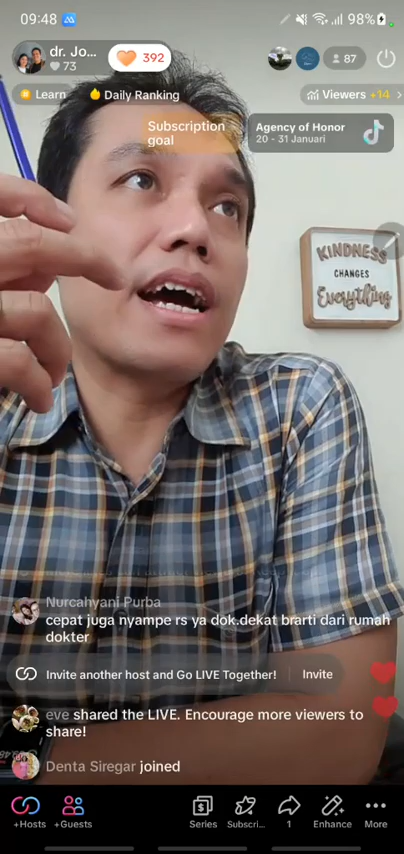 09:48
98%
dr. Jo...
73
392
87
Learn
Daily Ranking
Viewers +14 >
Subscription
goal
Agency of Honor
20 - 31 Januari
KINDNESS
CHANGES
Everything
Nurcahyani Purba
cepat juga nyampe rs ya dok.dekat brarti dari rumah
dokter
Invite another host and Go LIVE Together!
Invite
eve shared the LIVE. Encourage more viewers to
share!
Denta Siregar joined
+Hosts
+Guests
Series
Subscri...
1
Enhance
More